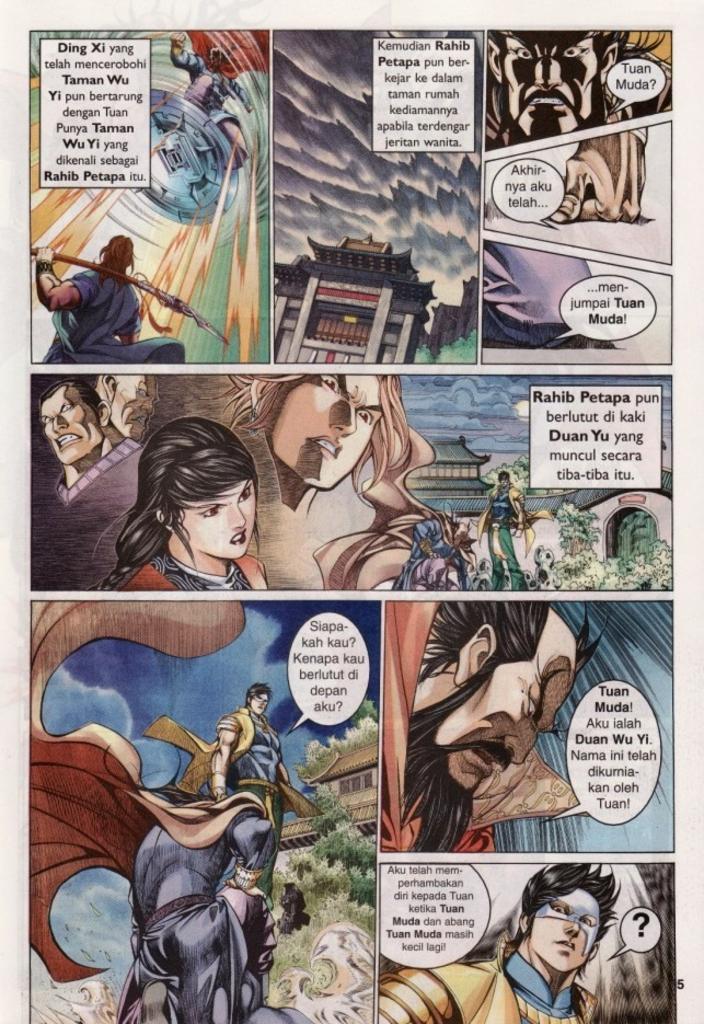 Ding Xi yang
telah mencerobohi
Taman Wu
Yi pun bertarung
dengan Tuan
Punya Taman
Wu Yi yang
dikenali sebagai
Rahib Petapa itu.
Kemudian Rahib
Petapa pun ber-
kejar ke dalam
taman rumah
kediamannya
apabila terdengar
jeritan wanita.
Tuan
Muda?
Akhir-
nya aku
telah...
...men-
jumpai Tuan
Muda!
Rahib Petapa pun
berlutut di kaki
Duan Yu yang
muncul secara
tiba-tiba itu.
Siapa-
kah kau?
Kenapa kau
berlutut di
depan
aku?
Tuan
Muda!
Aku ialah
Duan Wu Yi.
Nama ini telah
dikurnia-
kan oleh
Tuan!
Aku telah mem-
perhambakan
diri kepada Tuan
ketika Tuan
Muda dan abang
Tuan Muda masih
kecil lagi!
?
5